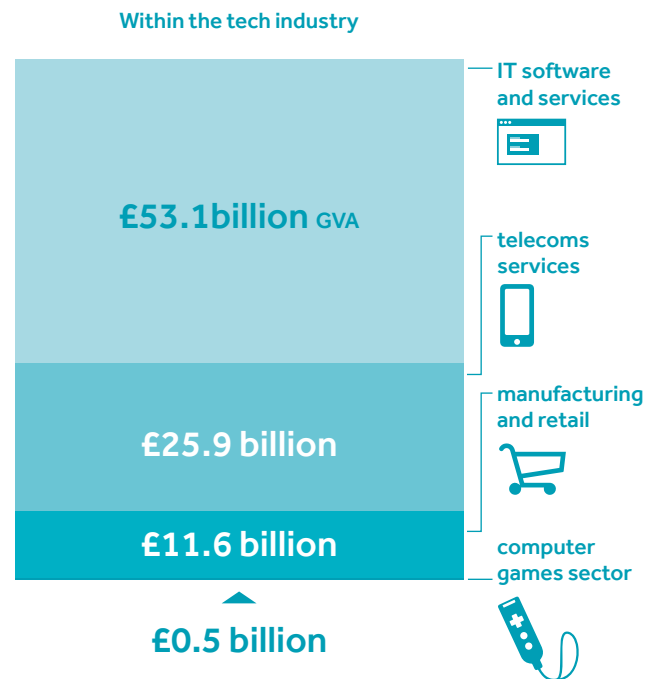 Within the tech industry
IT software
and services
£53.1billion GVA
telecoms
services
manufacturing
and retail
£25.9 billion
£11.6 billion
computer
games sector
£0.5 billion